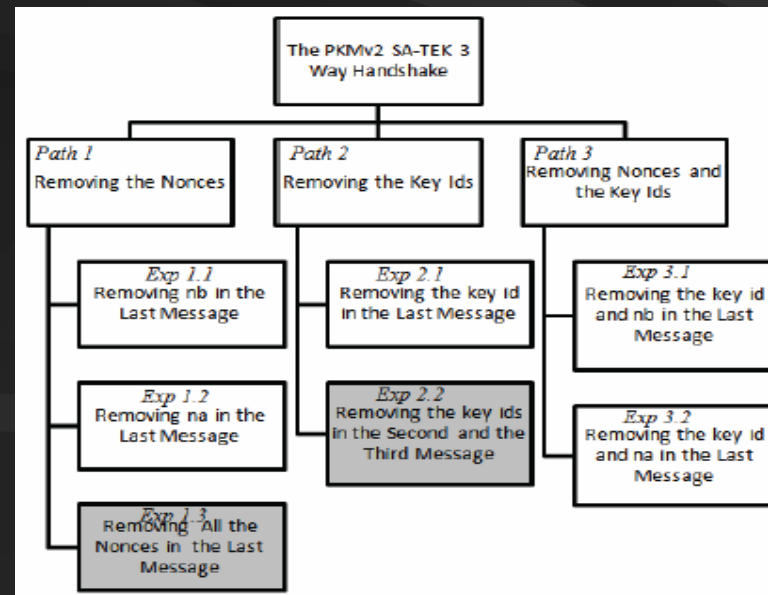 The PKMv2 SA-TEK 3
Way Handshake
Path 1
Removing the Nonces
Path 2
Removing the Key Ids
Path 3
Removing Nonces and
the Key Ids
Exp 1.1
Removing nb in the
Last Message
Exp 1.2
Removing na in the
Last Message
Exp 1.3
Removing All the
Nonces in the Last
Message
Exp 2.1
Removing the key id
in the Last Message
Exp 2.2
Removing the key ids
in the Second and the
Third Message
Exp 3.1
Removing the key id
and nb in the Last
Message
Exp 3.2
Removing the key id
and na in the Last
Message